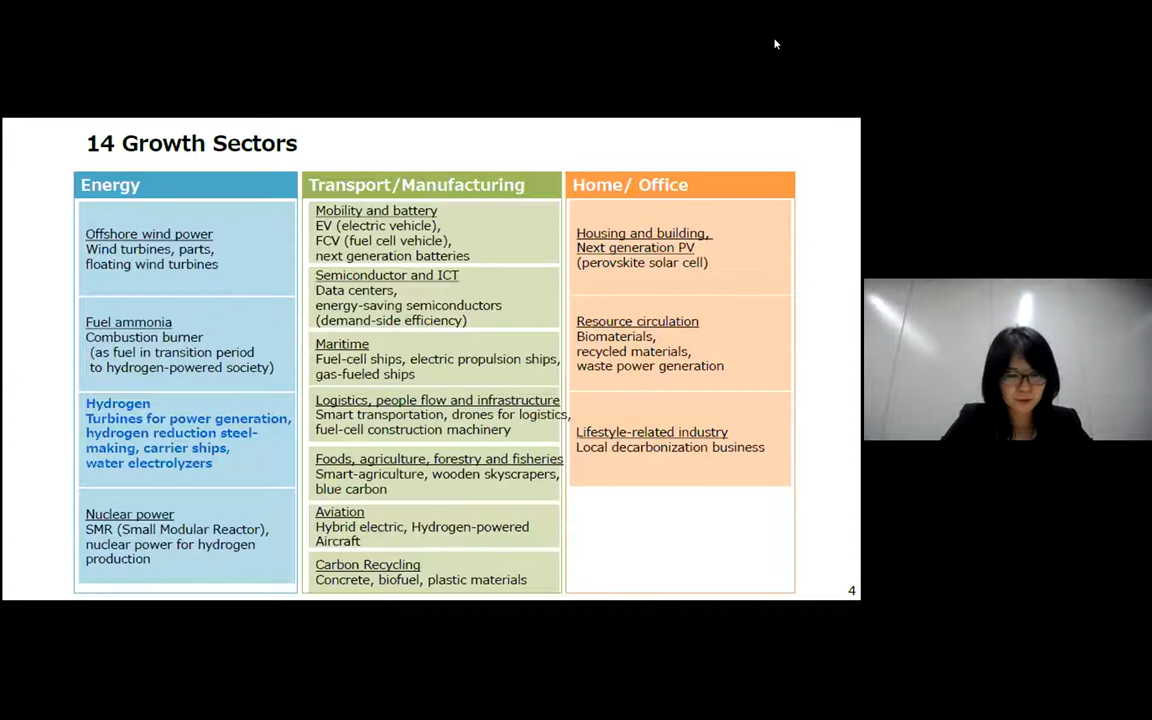 14 Growth Sectors
Energy
Offshore wind power
Wind turbines, parts,
floating wind turbines
Fuel ammonia
Combustion burner
(as fuel in transition period
to hydrogen-powered society)
Hydrogen
Turbines for power generation,
hydrogen reduction steel-
making, carrier ships,
water electrolyzers
Nuclear power
SMR (Small Modular Reactor),
nuclear power for hydrogen
production
Transport/Manufacturing
Mobility and battery
EV (electric vehicle),
FCV (fuel cell vehicle),
next generation batteries
Semiconductor and ICT
Data centers,
energy-saving semiconductors
(demand-side efficiency)
Maritime
Fuel-cell ships, electric propulsion ships,
gas-fueled ships
Logistics, people flow and infrastructure
Smart transportation, drones for logistics,
fuel-cell construction machinery
Foods, agriculture, forestry and fisheries
Smart-agriculture, wooden skyscrapers,
blue carbon
Aviation
Hybrid electric, Hydrogen-powered
Aircraft
Carbon Recycling
Concrete, biofuel, plastic materials
Home/ Office
Housing and building,
Next generation PV
(perovskite solar cell)
Resource circulation
Biomaterials,
recycled materials,
waste power generation
Lifestyle-related industry
Local decarbonization business
4